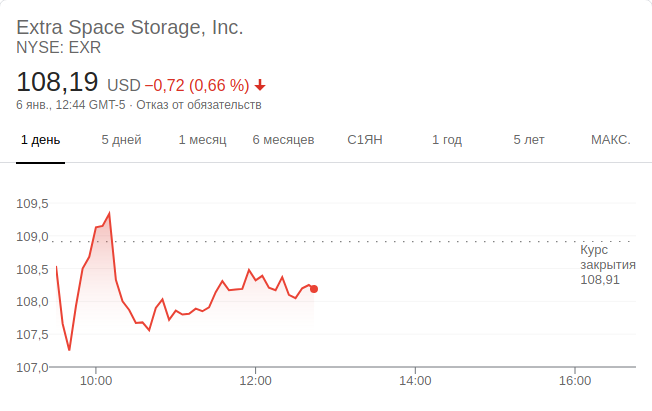 Extra Space Storage, Inc.
NYSE: EXR
108,19 USD −0,72 (0,66 %)
6 янв., 12:44 GMT-5 · Отказ от обязательств
1 день 5 дней 1 месяц 6 месяцев С1ЯН 1 год 5 лет МАКС.
109,5
109,0
Курс
закрытия
108,91
108,5
108,0
107,5
107,0
10:00 12:00 14:00 16:00